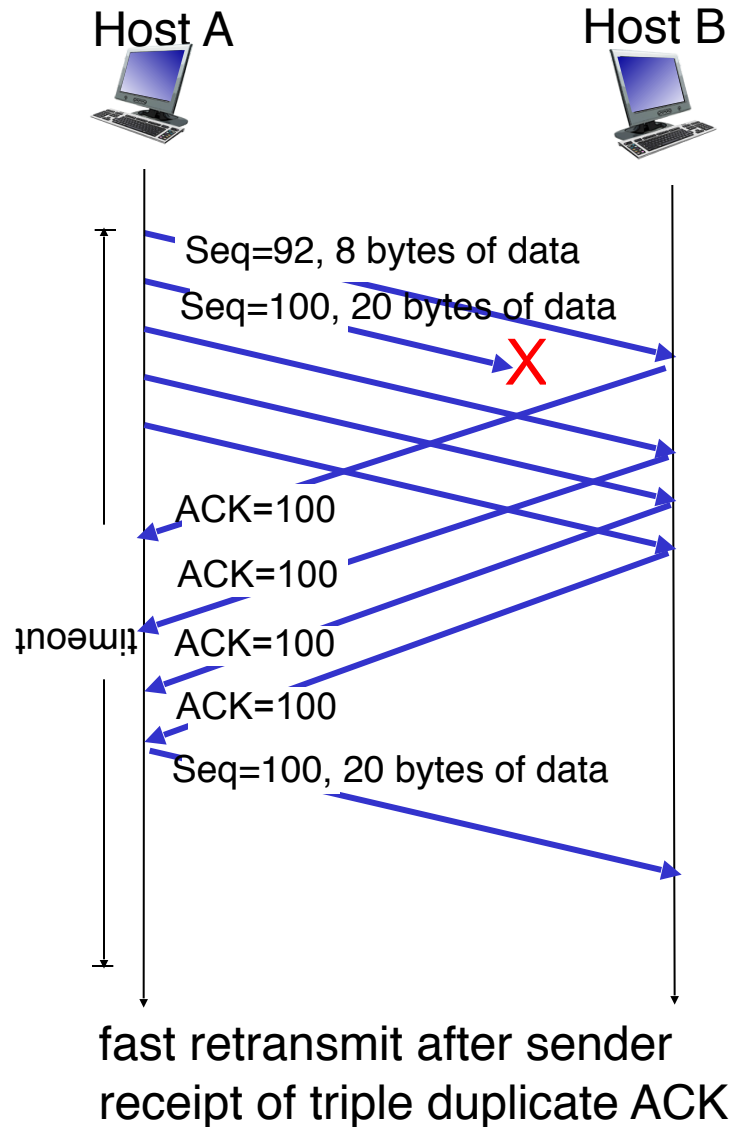 Host A
Host B
Seq=92, 8 bytes of data
Seq=100, 20 bytes of data
X
ACK=100
ACK=100
timeout
ACK=100
ACK=100
Seq=100, 20 bytes of data
fast retransmit after sender
receipt of triple duplicate ACK